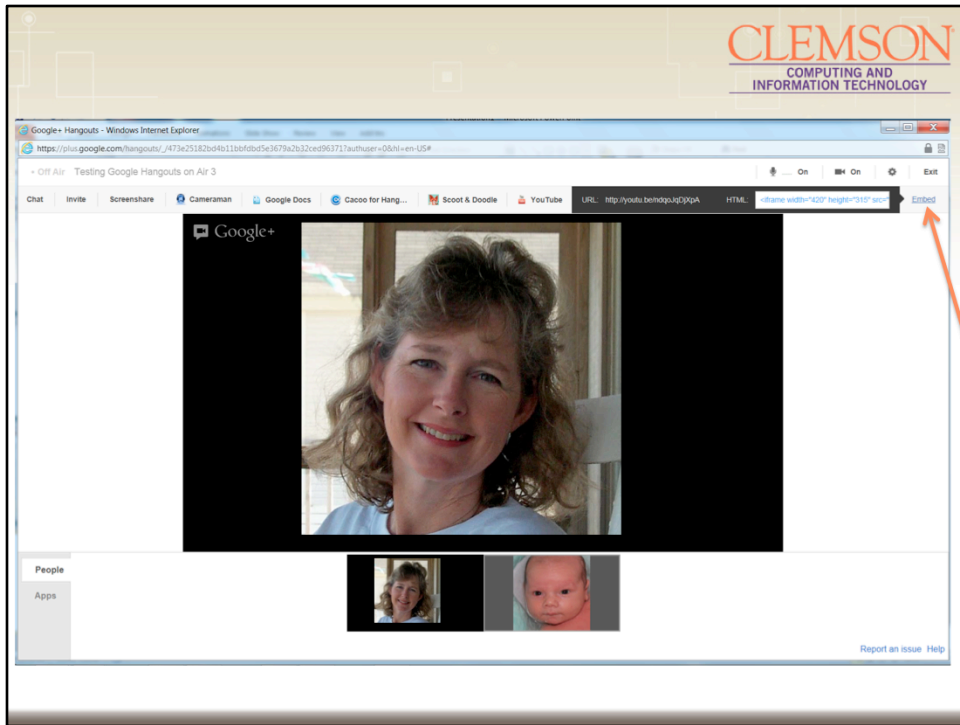 CLEMSON
COMPUTING AND
INFORMATION TECHNOLOGY
Google+ Hangouts - Windows Internet Explorer
https://plus.google.com/hangouts/_/473e25182bd4b11bbfdbd5e3679a2b32ced96371?authuser=0&hl=en-US#
Off Air Testing Google Hangouts on Air 3 On On Exit
Chat Invite Screenshare Cameraman Google Docs Cacoo for Hang... Scoot & Doodle YouTube URL: http://youtu.be/ndqoJqDjXpA HTML: <iframe width="420" height="315" src=" Embed
Google+
People
Apps
Report an issue Help